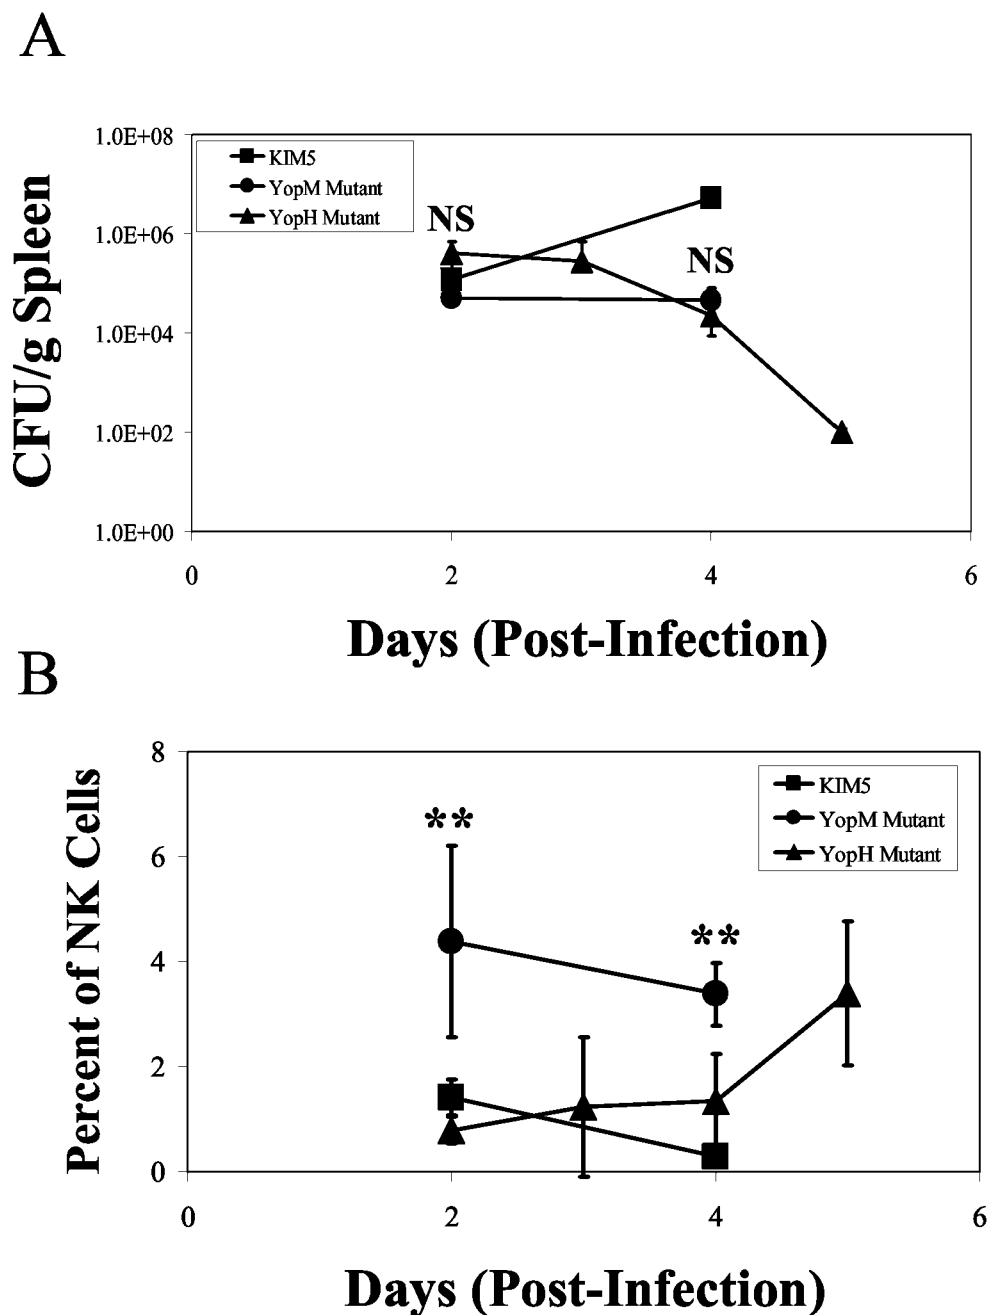 A
1.0E+08
KIM5
YopM Mutant
YopH Mutant
NS
1.0E+06
NS
1.0E+04
1.0E+02
1.0E+00
CFU/g Spleen
0 2 4 6
Days (Post-Infection)
B
8
KIM5
YopM Mutant
YopH Mutant
**
6
**
4
2
0
Percent of NK Cells
0 2 4 6
Days (Post-Infection)